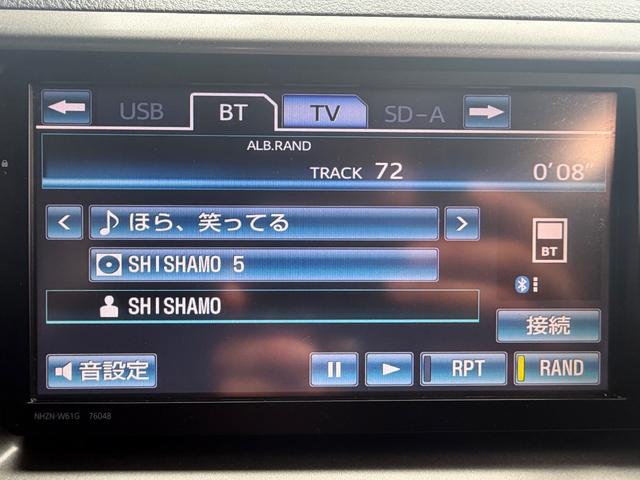 USB BT TV SD-A
ALB.RAND
TRACK 72 0'08"
ほら、笑ってる
BT
SHISHAMO 5
SHISHAMO
接続
音設定 RPT RAND
NHZN-W61G 76048